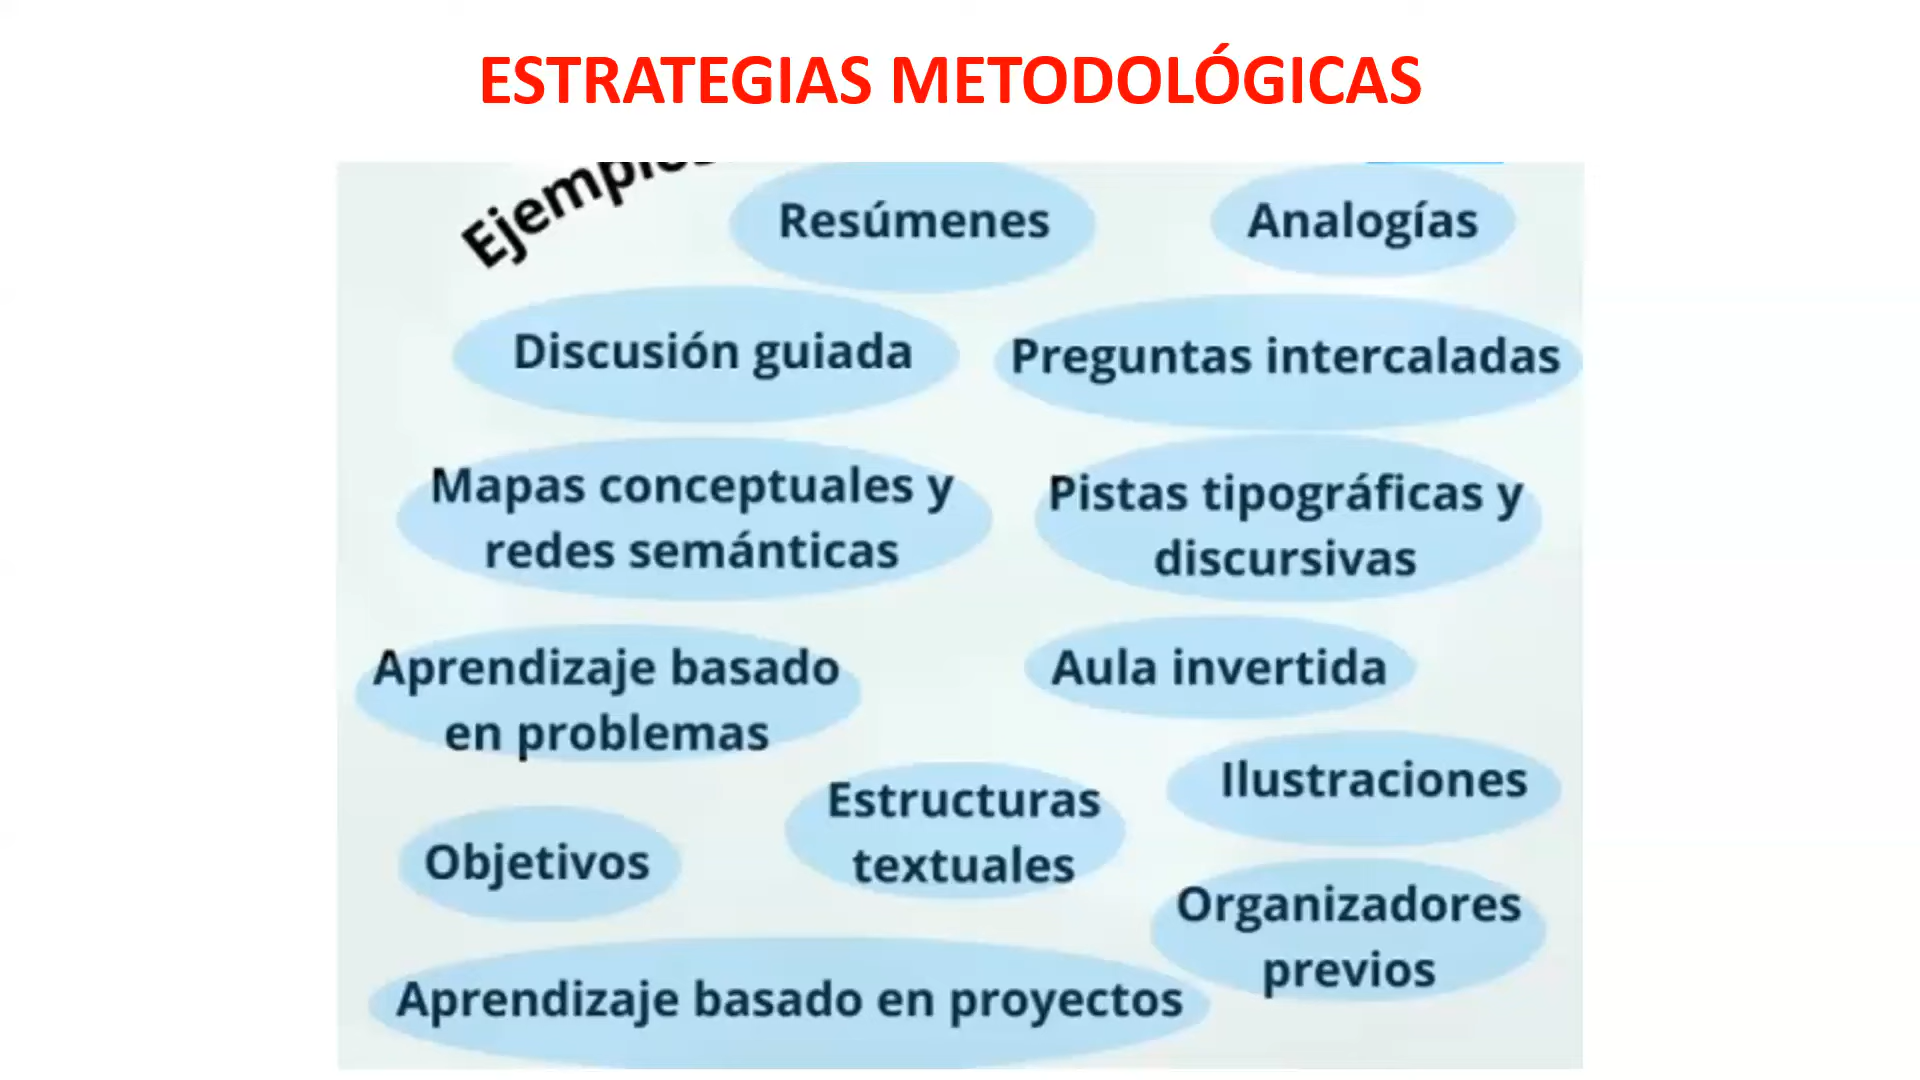 ESTRATEGIAS METODOLÓGICAS
Resúmenes
Analogías
Discusión guiada
Preguntas intercaladas
Mapas conceptuales y
redes semánticas
Pistas tipográficas y
discursivas
Aprendizaje basado
en problemas
Aula invertida
Ilustraciones
Estructuras
textuales
Objetivos
Organizadores
previos
Aprendizaje basado en proyectos